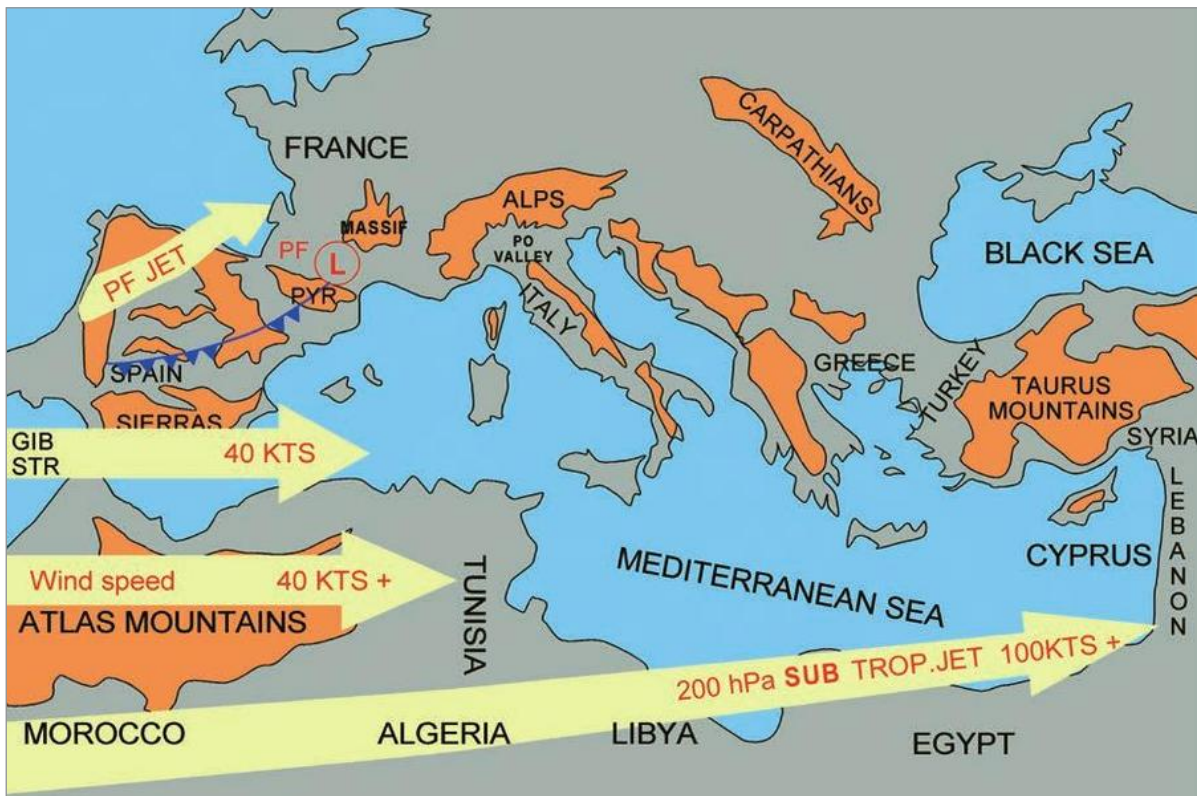 CARPATHIANS
FRANCE
ALPS
MASSIF
PO
VALLEY
BLACK SEA
PF JET
PF
L
PYR
ITALY
SPAIN
GREECE
TURKEY
TAURUS
MOUNTAINS
SIERRAS
SYRIA
GIB
STR
40 KTS
LEBANON
CYPRUS
MEDITERRANEAN SEA
Wind speed 40 KTS +
TUNISIA
ATLAS MOUNTAINS
200 hPa SUB TROP.JET 100KTS +
MOROCCO
ALGERIA
LIBYA
EGYPT